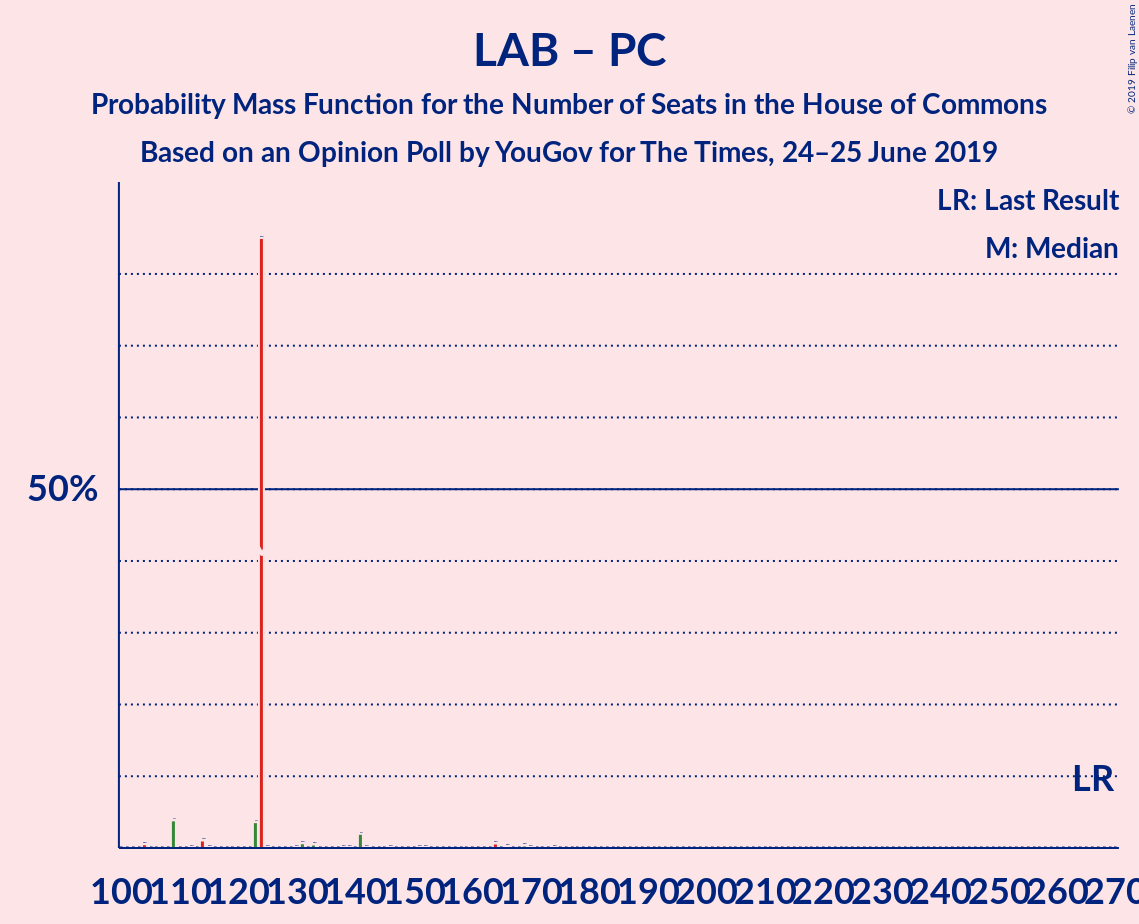 LAB – PC
Probability Mass Function for the Number of Seats in the House of Commons
Based on an Opinion Poll by YouGov for The Times, 24–25 June 2019
© 2019 Filip van Laenen
LR: Last Result
M: Median
50%
LR
100 110 120 130 140 150 160 170 180 190 200 210 220 230 240 250 260 270